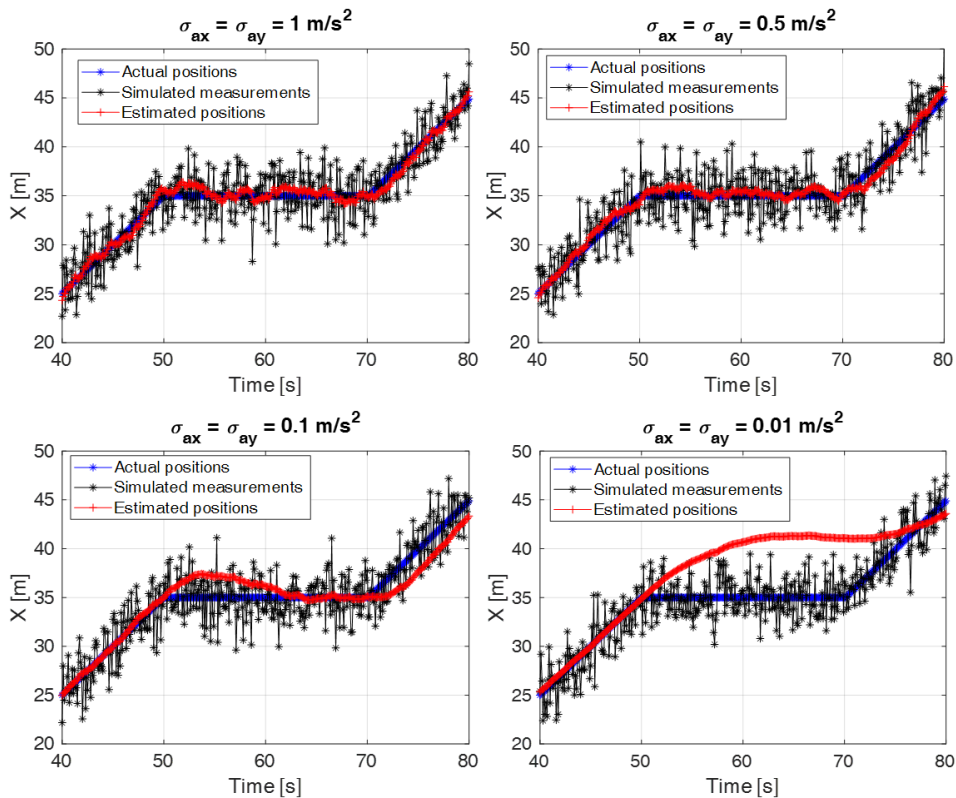 σax = σay = 1 m/s²
50
45
40
35
30
25
20
X [m]
Actual positions
Simulated measurements
Estimated positions
40
50
60
70
80
Time [s]
σax = σay = 0.5 m/s²
50
45
40
35
30
25
20
X [m]
Actual positions
Simulated measurements
Estimated positions
40
50
60
70
80
Time [s]
σax = σay = 0.1 m/s²
50
45
40
35
30
25
20
X [m]
Actual positions
Simulated measurements
Estimated positions
40
50
60
70
80
Time [s]
σax = σay = 0.01 m/s²
50
45
40
35
30
25
20
X [m]
Actual positions
Simulated measurements
Estimated positions
40
50
60
70
80
Time [s]